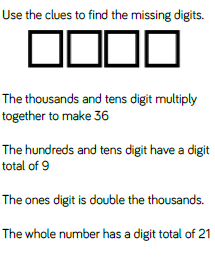 Use the clues to find the missing digits.
The thousands and tens digit multiply
together to make 36
The hundreds and tens digit have a digit
total of 9
The ones digit is double the thousands.
The whole number has a digit total of 21